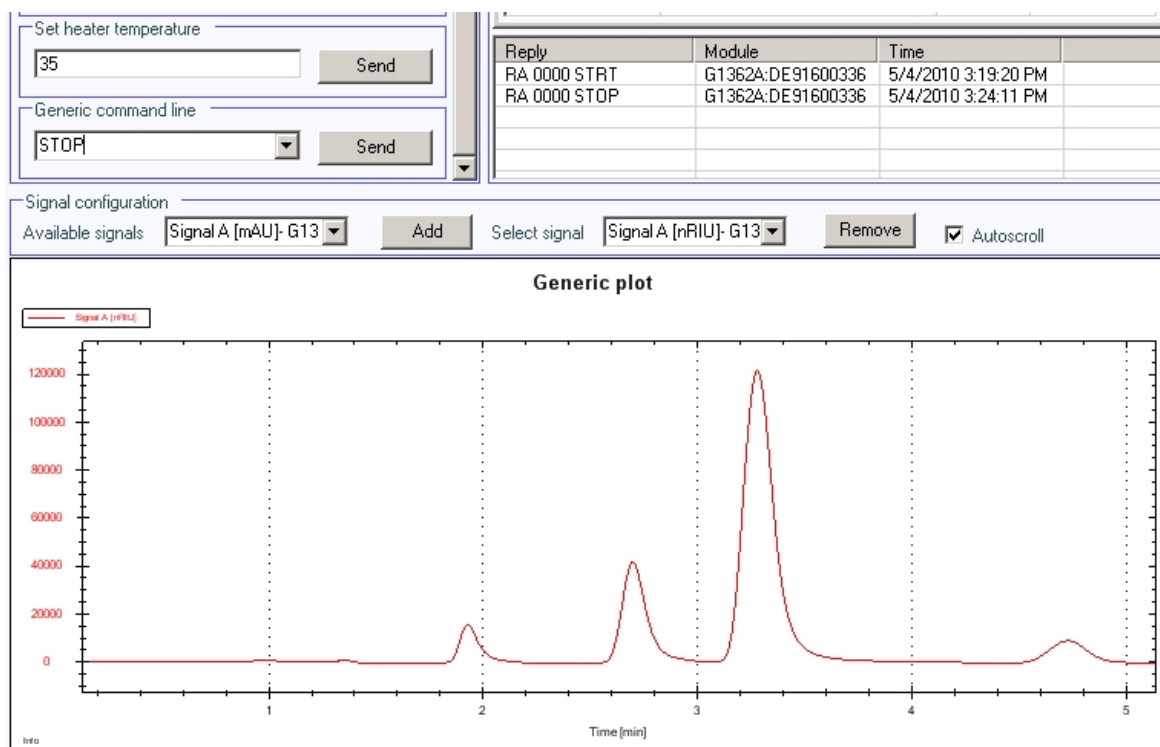 Set heater temperature
35
Send
Generic command line
STOP
Send
Reply Module Time
RA 0000 STRT G1362A:DE91600336 5/4/2010 3:19:20 PM
RA 0000 STOP G1362A:DE91600336 5/4/2010 3:24:11 PM
Signal configuration
Available signals Signal A [mAU]- G13 Add Select signal Signal A [nRIU]- G13 Remove Autoscroll
Generic plot
Signal A [nRIU]
120000
100000
80000
60000
40000
20000
0
1 2 3 4 5
Time [min]
Info